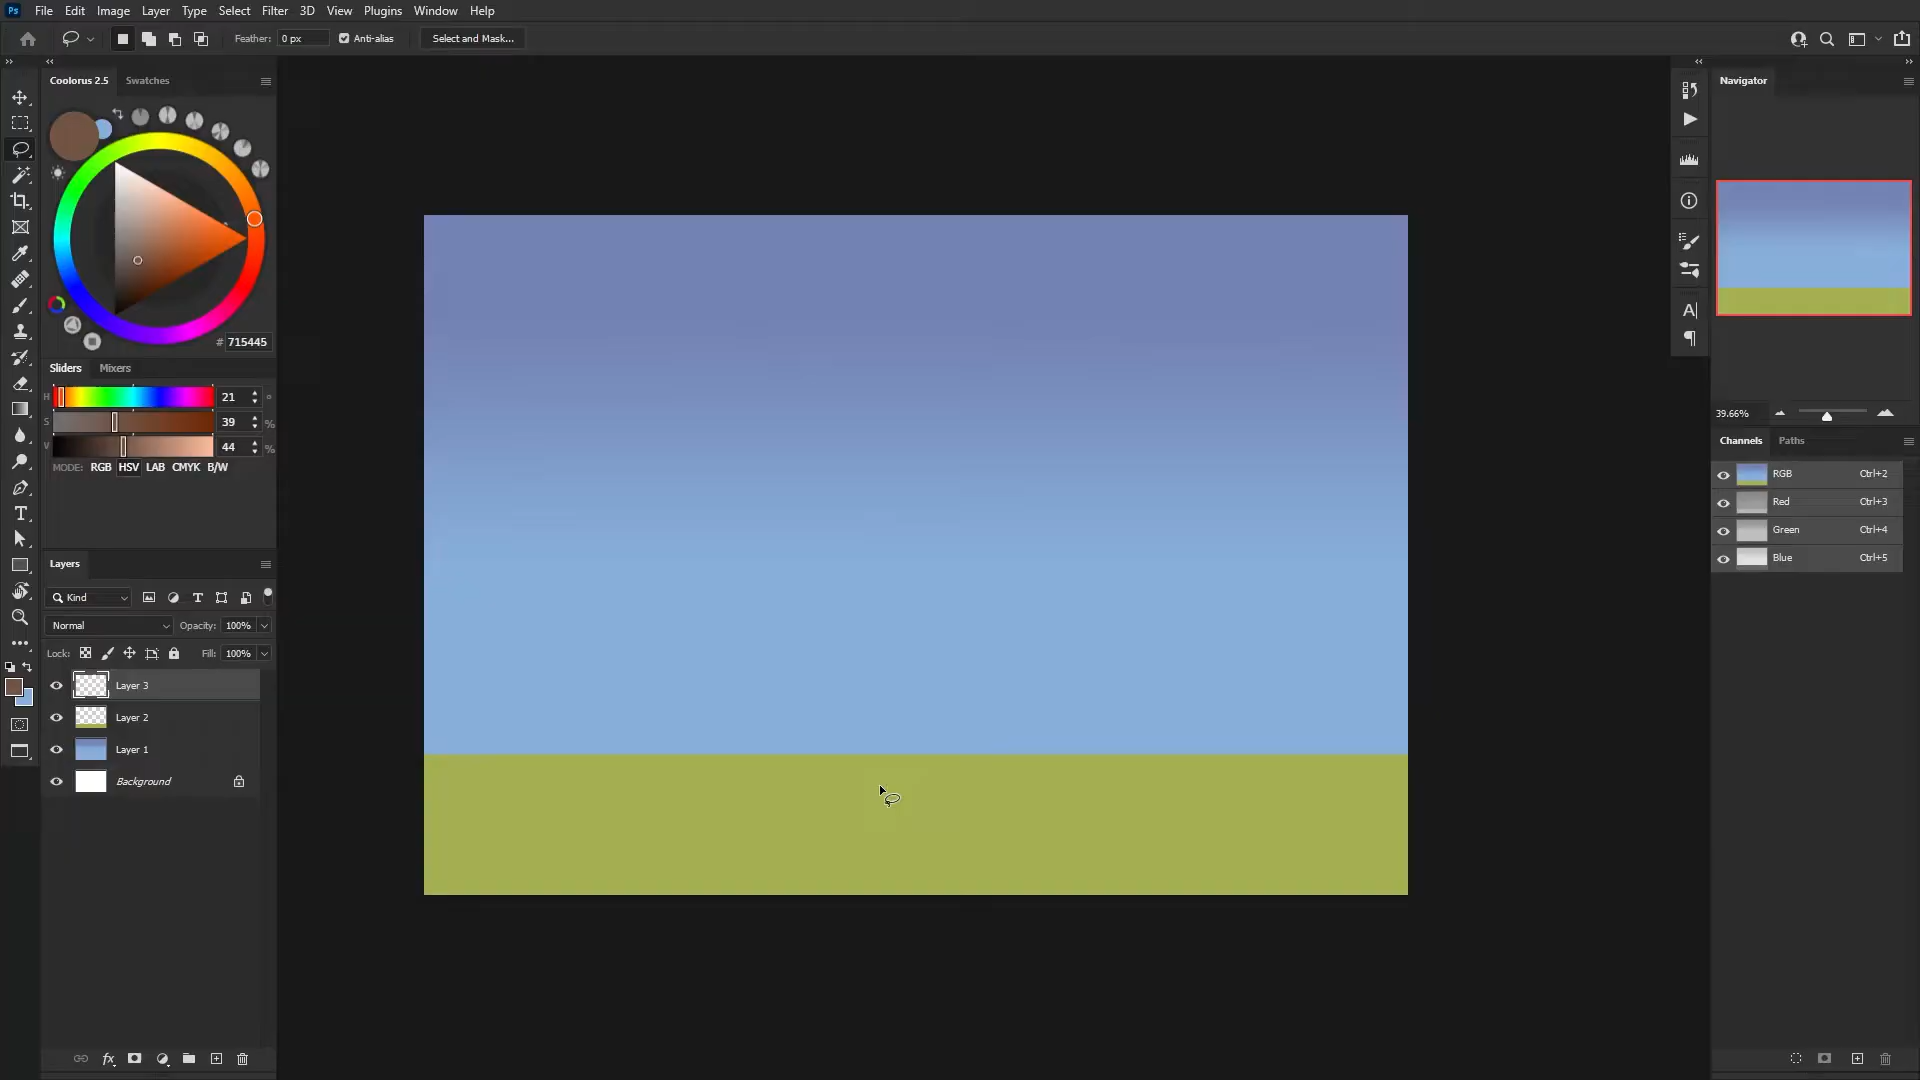 Ps File Edit Image Layer Type Select Filter 3D View Plugins Window Help
Feather: 0 px Anti-alias Select and Mask...
Coolorus 2.5 Swatches
# 715445
Sliders Mixers
H 21 °
S 39 %
V 44 %
MODE: RGB HSV LAB CMYK B/W
Layers
Kind
Normal Opacity: 100%
Lock: Fill: 100%
Layer 3
Layer 2
Layer 1
Background
Navigator
39.66%
Channels Paths
RGB Ctrl+2
Red Ctrl+3
Green Ctrl+4
Blue Ctrl+5